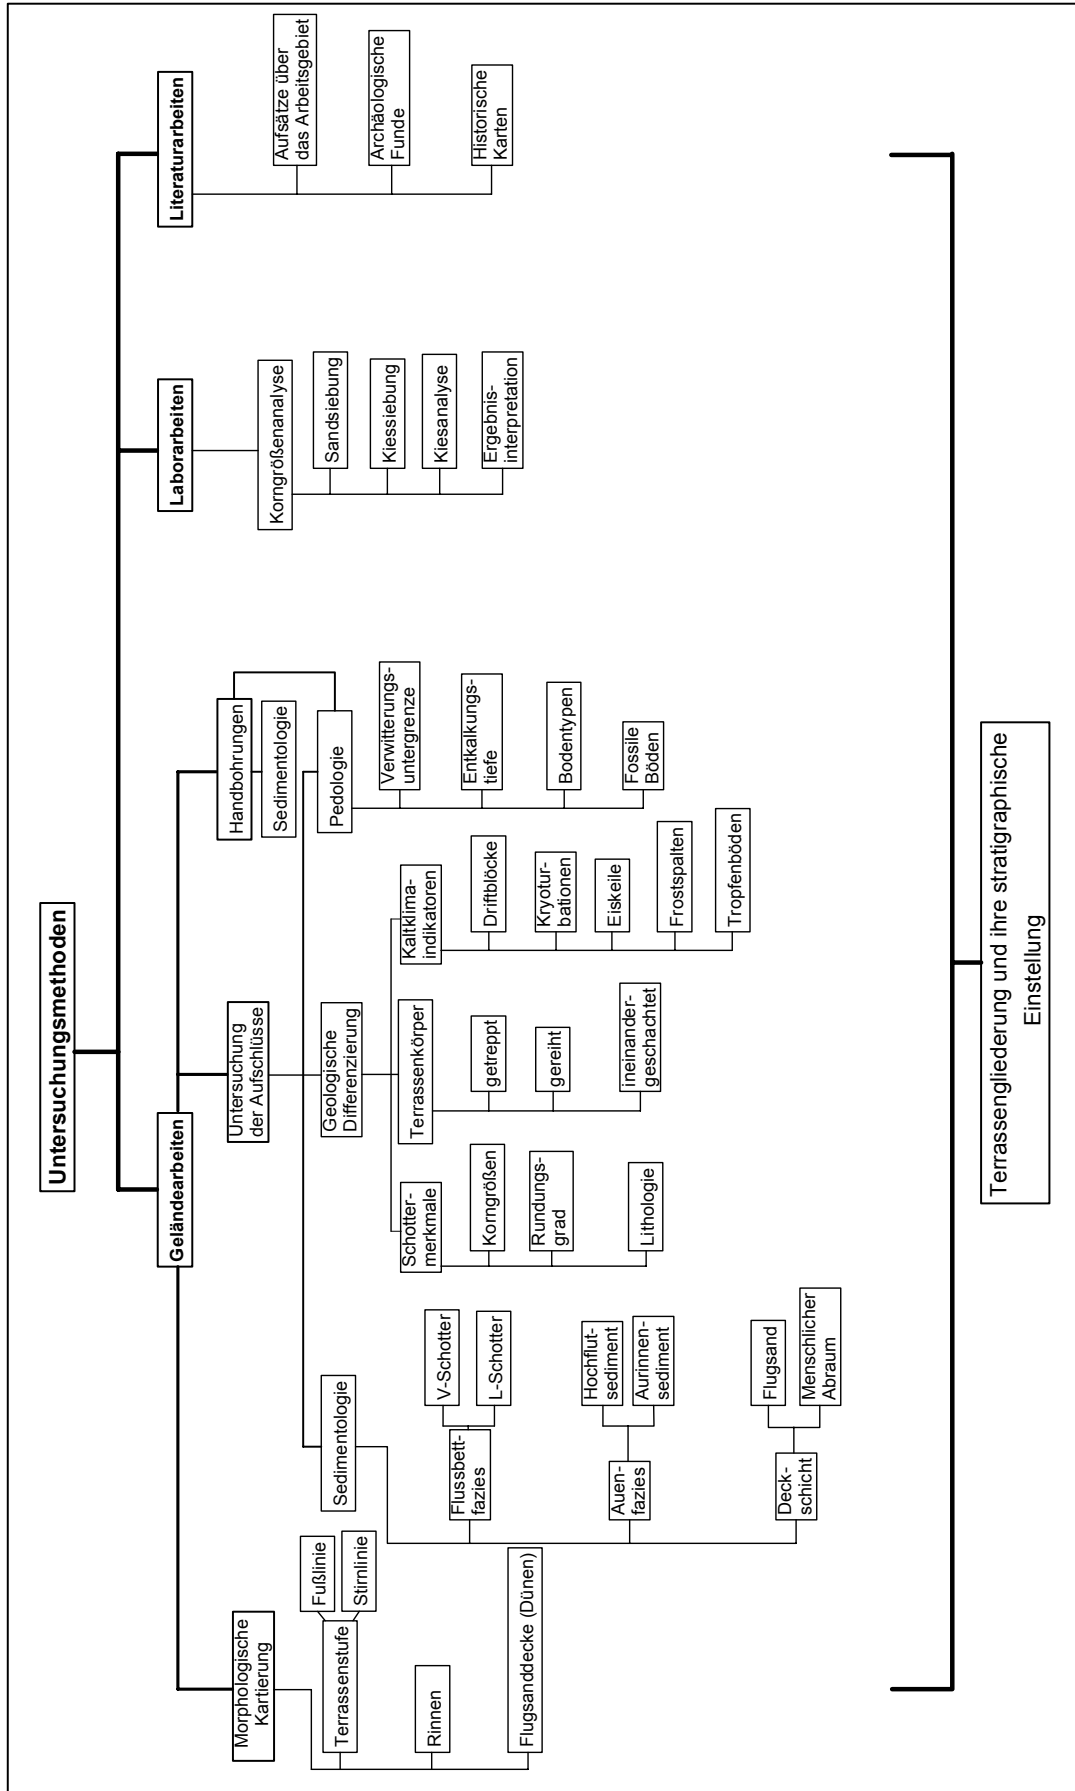 Untersuchungsmethoden
Geländearbeiten
Laborarbeiten
Literaturarbeiten
Morphologische
Kartierung
Terrassenstufe
Fußlinie
Stirnlinie
Rinnen
Flugsanddecke (Dünen)
Untersuchung
der Aufschlüsse
Sedimentologie
Flussbett-
fazies
V-Schotter
L-Schotter
Auen-
fazies
Hochflut-
sediment
Aurinnen-
sediment
Deck-
schicht
Flugsand
Menschlicher
Abraum
Geologische
Differenzierung
Schotter-
merkmale
Korngrößen
Rundungs-
grad
Lithologie
Terrassenkörper
getreppt
gereiht
ineinander-
geschachtet
Kaltklima-
indikatoren
Driftblöcke
Kryotur-
bationen
Eiskeile
Frostspalten
Tropfenböden
Handbohrungen
Sedimentologie
Pedologie
Verwitterungs-
untergrenze
Entkalkungs-
tiefe
Bodentypen
Fossile
Böden
Korngrößenanalyse
Sandsiebung
Kiessiebung
Kiesanalyse
Ergebnis-
interpretation
Aufsätze über
das Arbeitsgebiet
Archäologische
Funde
Historische
Karten
Terrassengliederung und ihre stratigraphische
Einstellung